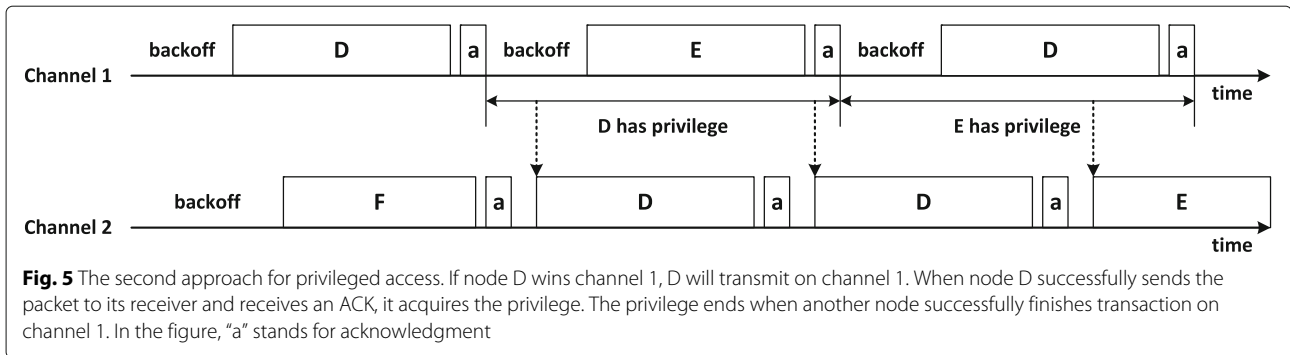 backoff D a backoff E a backoff D a
Channel 1
time
D has privilege E has privilege
backoff F a D a D a E
Channel 2
time
Fig. 5 The second approach for privileged access. If node D wins channel 1, D will transmit on channel 1. When node D successfully sends the
packet to its receiver and receives an ACK, it acquires the privilege. The privilege ends when another node successfully finishes transaction on
channel 1. In the figure, “a” stands for acknowledgment